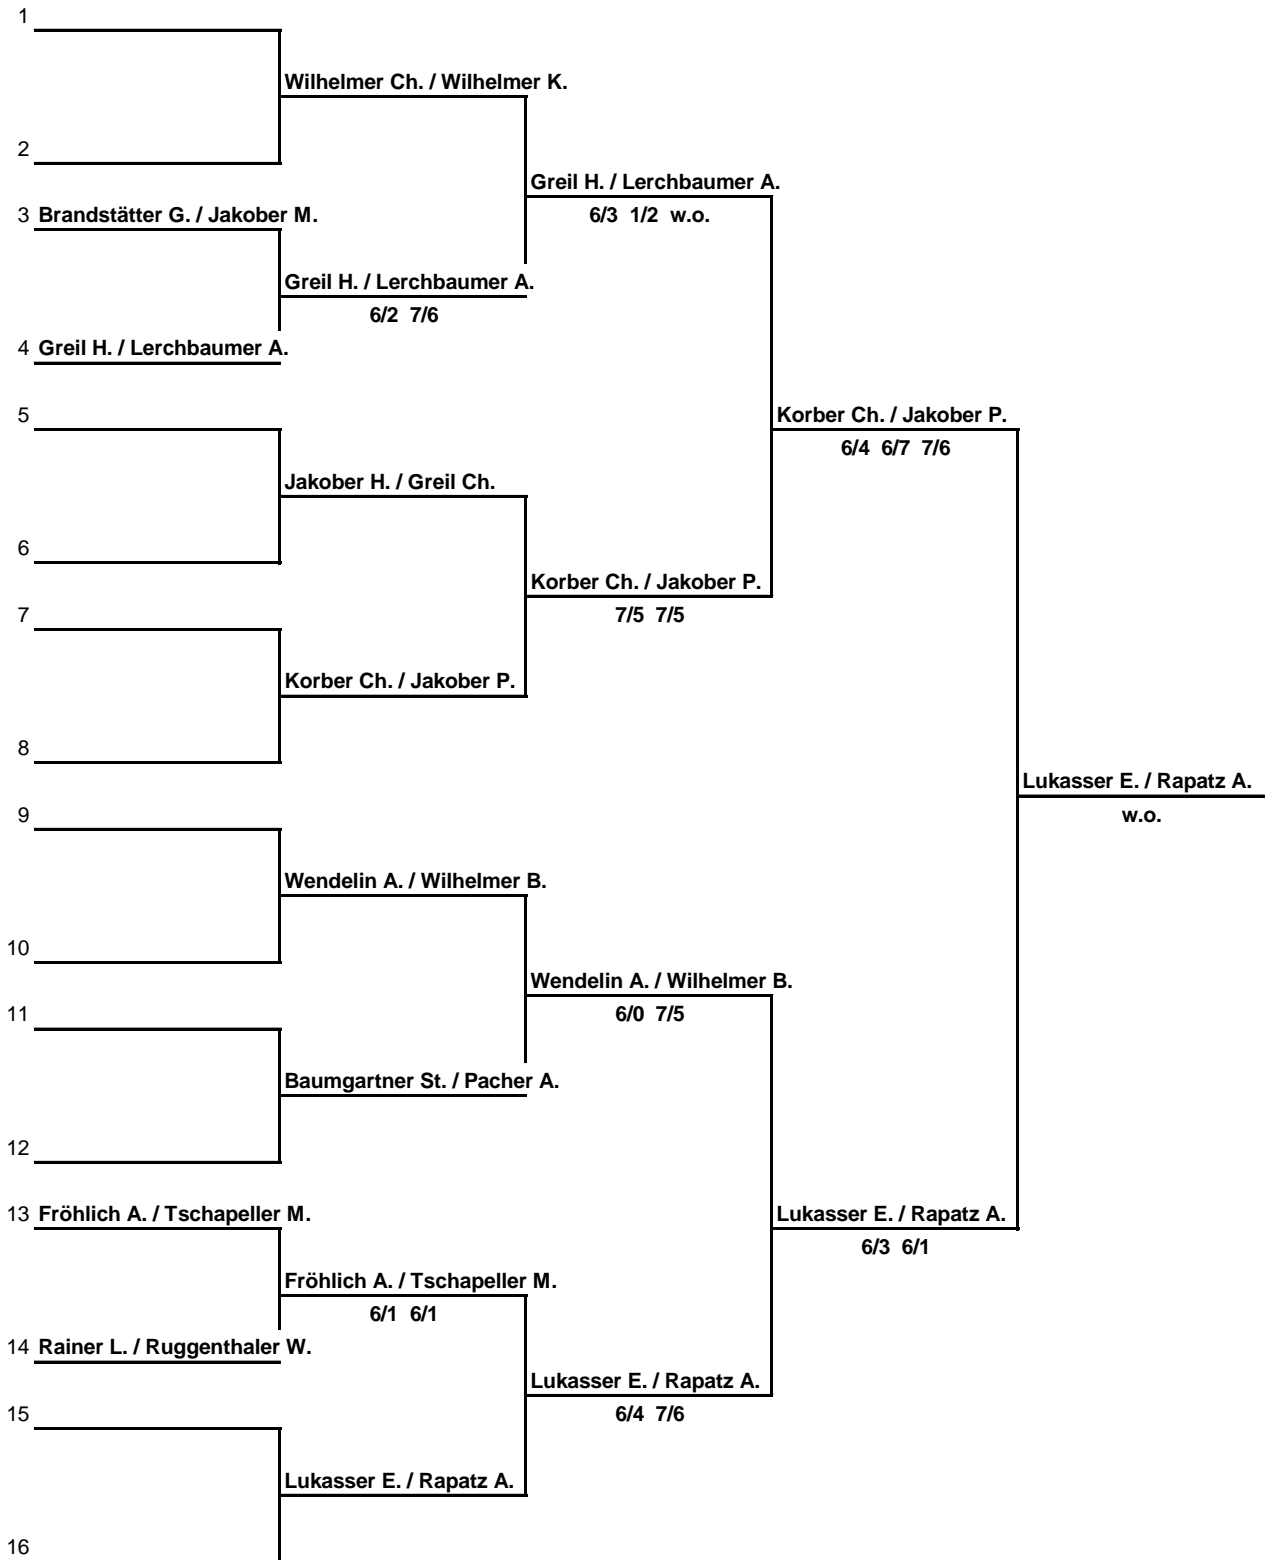 1
Wilhelmer Ch. / Wilhelmer K.
2
Greil H. / Lerchbaumer A.
3 Brandstätter G. / Jakober M.
6/3 1/2 w.o.
Greil H. / Lerchbaumer A.
6/2 7/6
4 Greil H. / Lerchbaumer A.
5
Korber Ch. / Jakober P.
6/4 6/7 7/6
Jakober H. / Greil Ch.
6
Korber Ch. / Jakober P.
7/5 7/5
7
Korber Ch. / Jakober P.
8
Lukasser E. / Rapatz A.
w.o.
9
Wendelin A. / Wilhelmer B.
10
Wendelin A. / Wilhelmer B.
6/0 7/5
11
Baumgartner St. / Pacher A.
12
13 Fröhlich A. / Tschapeller M.
Lukasser E. / Rapatz A.
6/3 6/1
Fröhlich A. / Tschapeller M.
6/1 6/1
14 Rainer L. / Ruggenthaler W.
Lukasser E. / Rapatz A.
6/4 7/6
15
Lukasser E. / Rapatz A.
16